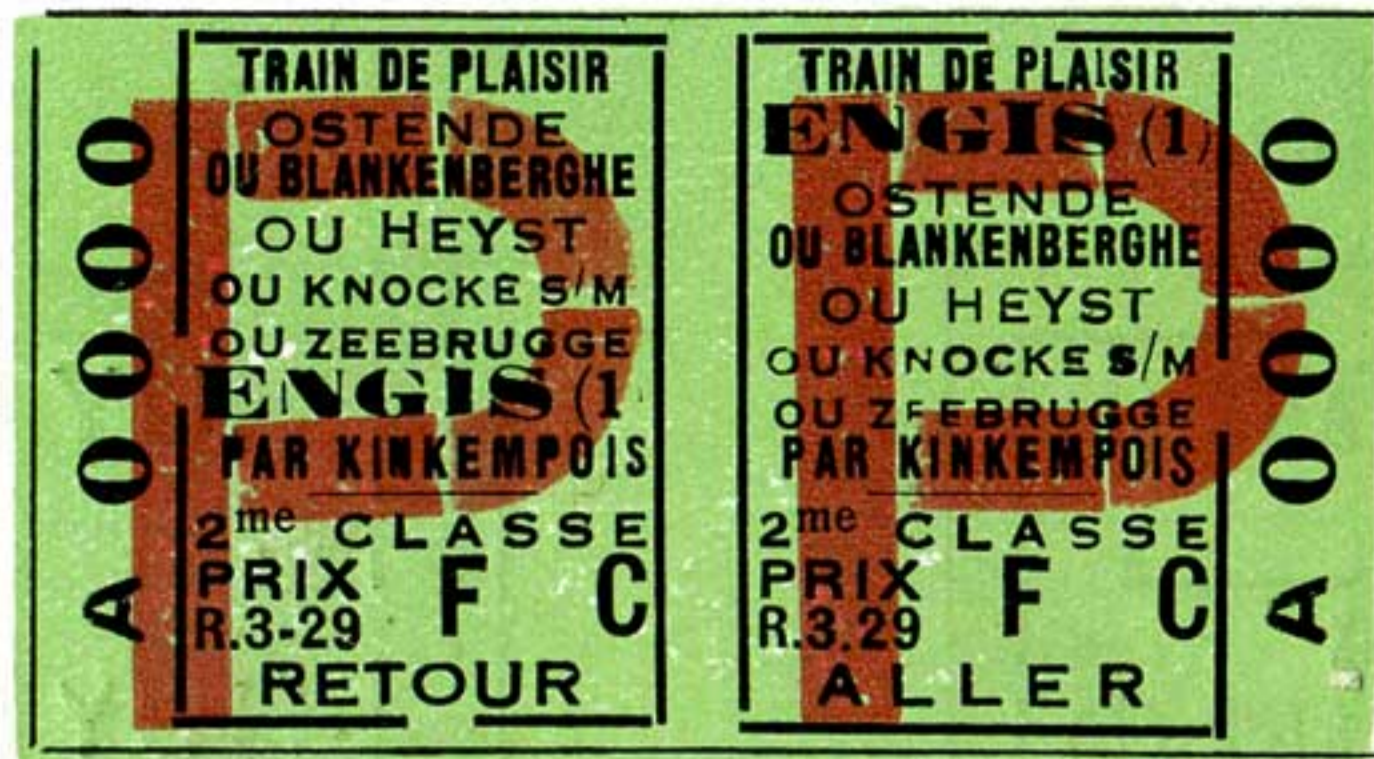 A 0000
TRAIN DE PLAISIR
OSTENDE
OU BLANKENBERGHE
OU HEYST
OU KNOCKE S/M
OU ZEEBRUGGE
ENGIS (1
PAR KINKEMPOIS
2me CLASSE
PRIX F C
R.3-29
RETOUR
P
TRAIN DE PLAISIR
ENGIS (1)
OSTENDE
OU BLANKENBERGHE
OU HEYST
OU KNOCKE S/M
OU ZEEBRUGGE
PAR KINKEMPOIS
2me CLASSE
PRIX F C
R.3.29
ALLER
P
A 0000